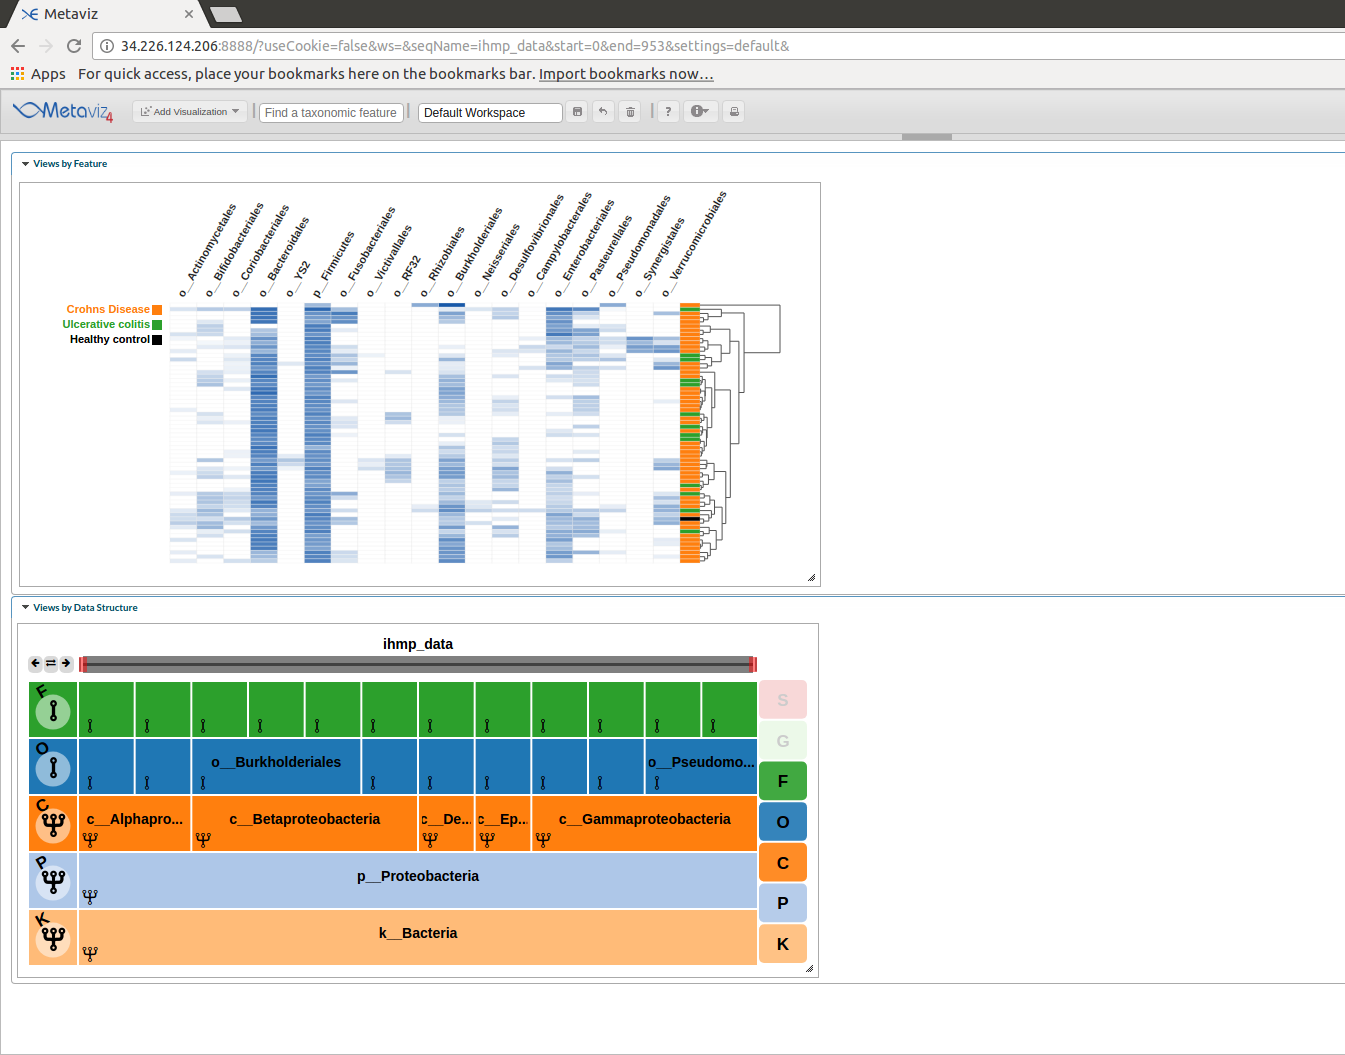 Metaviz
34.226.124.206:8888/?useCookie=false&ws=&seqName=ihmp_data&start=0&end=953&settings=default&
Apps For quick access, place your bookmarks here on the bookmarks bar. Import bookmarks now...
Metaviz4 Add Visualization Find a taxonomic feature Default Workspace ? i
Views by Feature
o__Actinomycetales
o__Bifidobacteriales
o__Coriobacteriales
o__Bacteroidales
o__YS2
p__Firmicutes
o__Fusobacteriales
o__Victivallales
o__RF32
o__Rhizobiales
o__Burkholderiales
o__Neisseriales
o__Desulfovibrionales
o__Campylobacterales
o__Enterobacteriales
o__Pasteurellales
o__Pseudomonadales
o__Synergistales
o__Verrucomicrobiales
Crohns Disease
Ulcerative colitis
Healthy control
Views by Data Structure
ihmp_data
F
S
G
O o__Burkholderiales o__Pseudomo...
F
O
C c__Alphapro... c__Betaproteobacteria c__De... c__Ep... c__Gammaproteobacteria
C
P p__Proteobacteria
P
K k__Bacteria
K